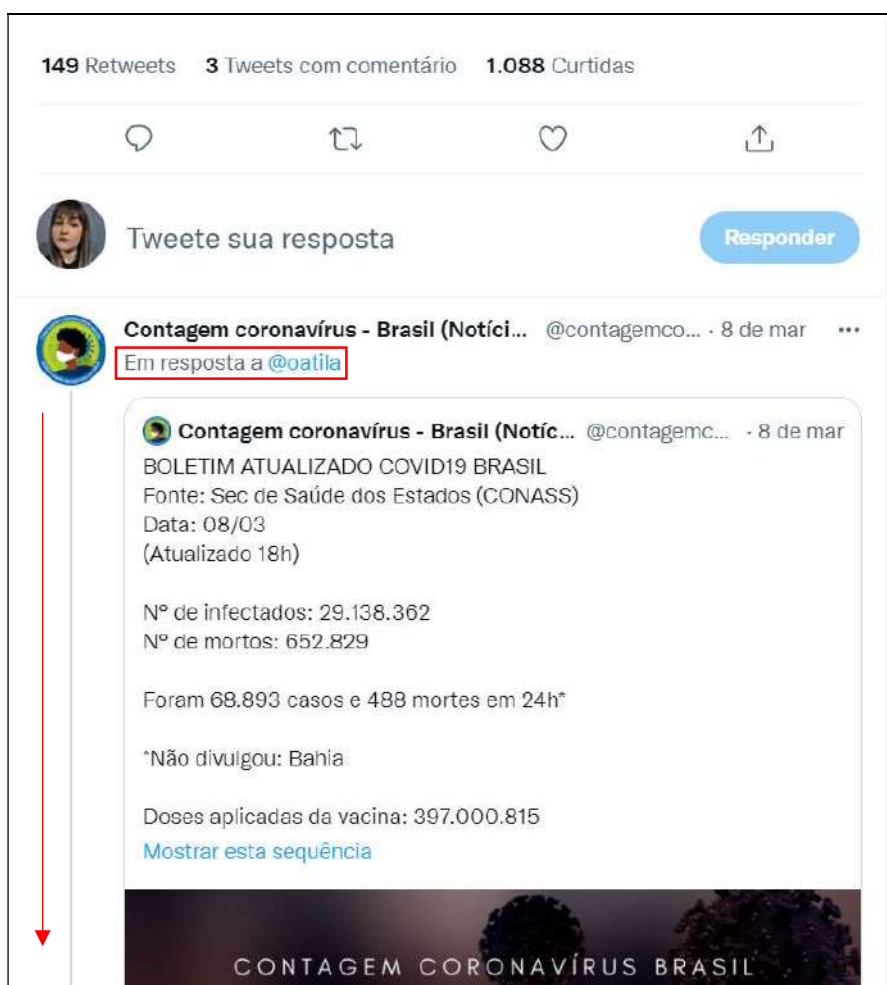 149 Retweets 3 Tweets com comentário 1.088 Curtidas
Tweete sua resposta Responder
Contagem coronavírus - Brasil (Notíci... @contagemco... · 8 de mar ...
Em resposta a @oatila
Contagem coronavírus - Brasil (Notíc... @contagemc... · 8 de mar
BOLETIM ATUALIZADO COVID19 BRASIL
Fonte: Sec de Saúde dos Estados (CONASS)
Data: 08/03
(Atualizado 18h)
Nº de infectados: 29.138.362
Nº de mortos: 652.829
Foram 68.893 casos e 488 mortes em 24h*
*Não divulgou: Bahia
Doses aplicadas da vacina: 397.000.815
Mostrar esta sequência
CONTAGEM CORONAVÍRUS BRASIL